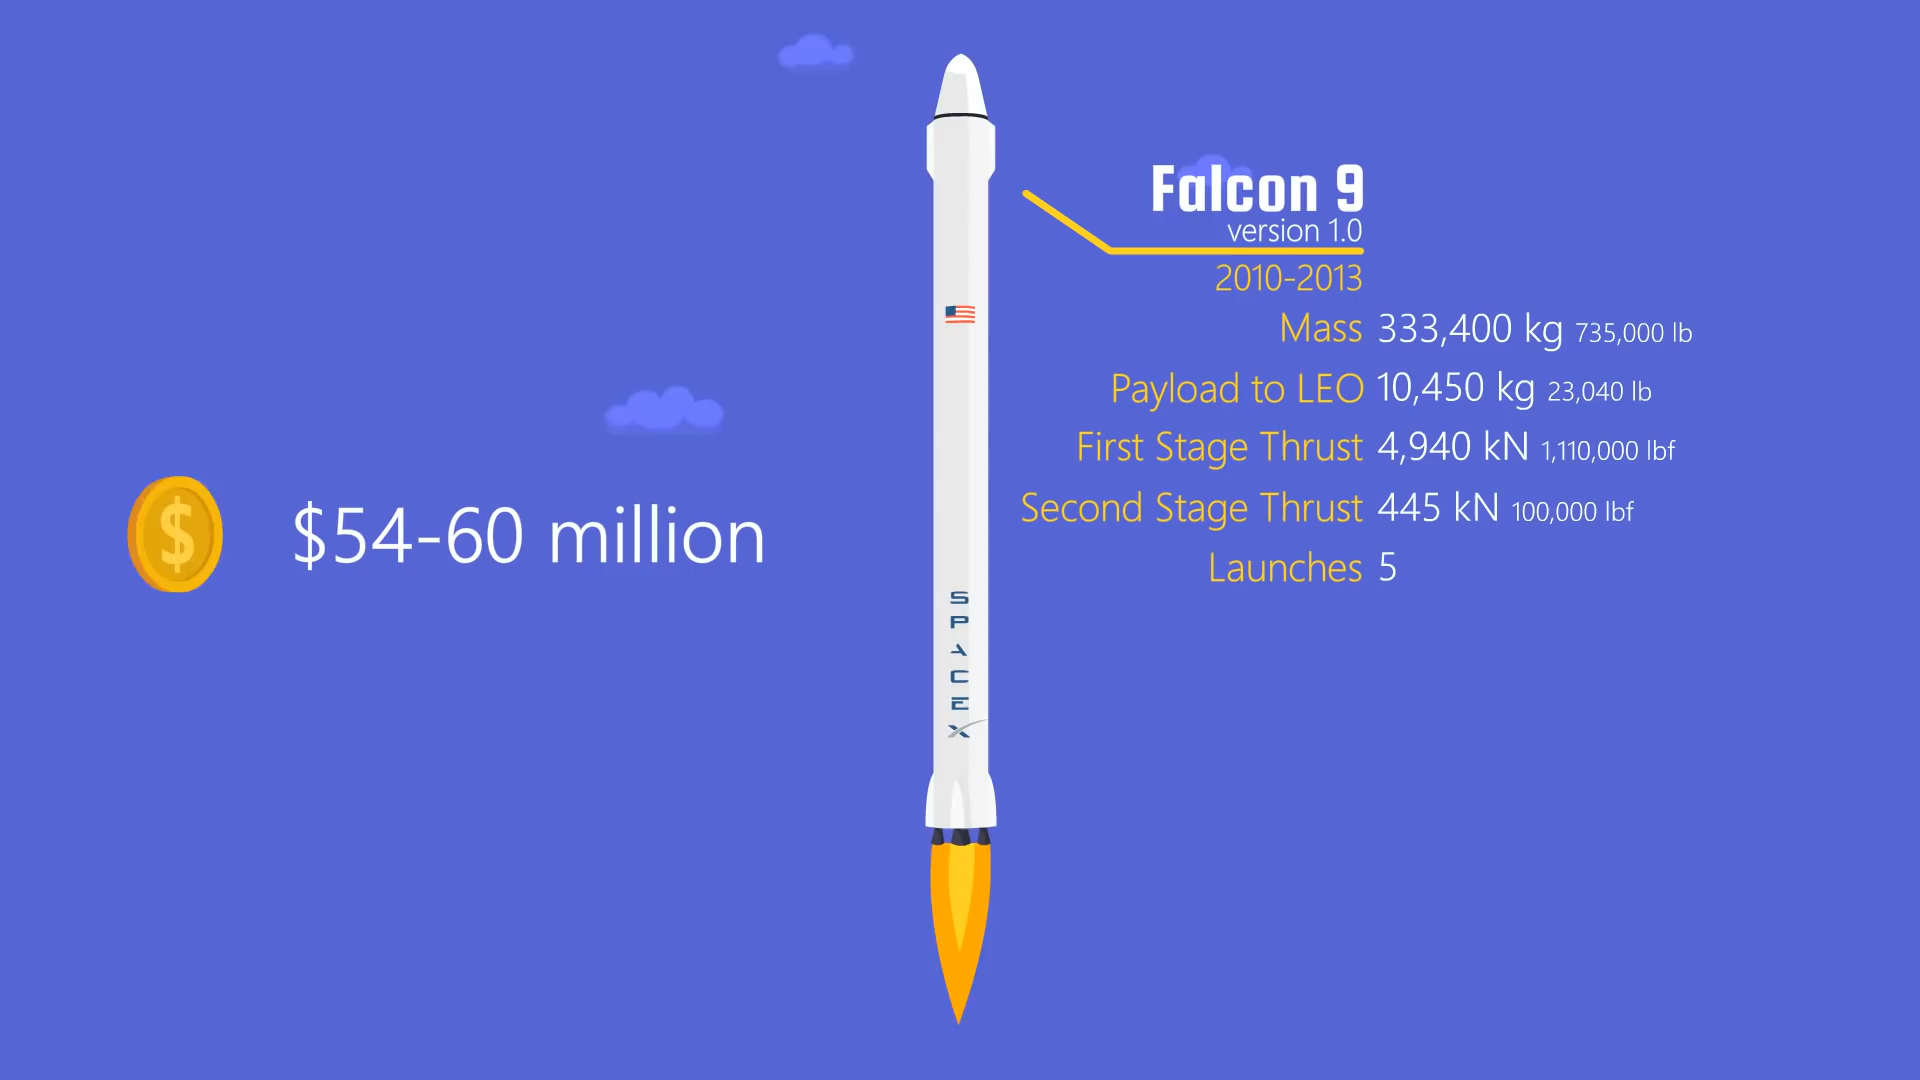 Falcon 9
version 1.0
2010-2013
Mass 333,400 kg 735,000 lb
Payload to LEO 10,450 kg 23,040 lb
First Stage Thrust 4,940 kN 1,110,000 lbf
Second Stage Thrust 445 kN 100,000 lbf
Launches 5
$ $54-60 million
SPACEX